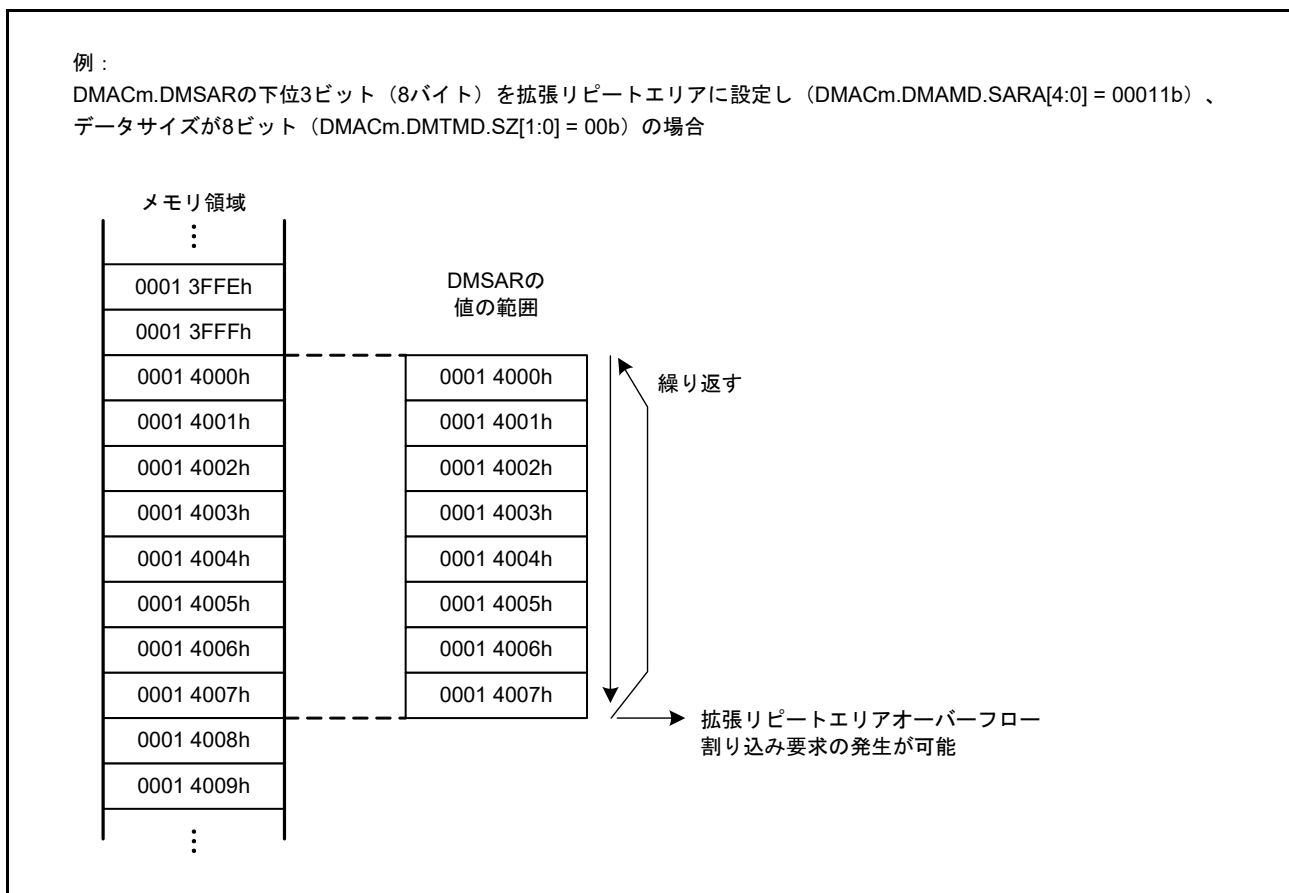 例：
DMACm.DMSARの下位3ビット（8バイト）を拡張リピートエリアに設定し（DMACm.DMAMD.SARA[4:0] = 00011b）、
データサイズが8ビット（DMACm.DMTMD.SZ[1:0] = 00b）の場合
メモリ領域
⋮
0001 3FFEh
0001 3FFFh
0001 4000h
0001 4001h
0001 4002h
0001 4003h
0001 4004h
0001 4005h
0001 4006h
0001 4007h
0001 4008h
0001 4009h
⋮
DMSARの
値の範囲
0001 4000h
0001 4001h
0001 4002h
0001 4003h
0001 4004h
0001 4005h
0001 4006h
0001 4007h
繰り返す
拡張リピートエリアオーバーフロー
割り込み要求の発生が可能